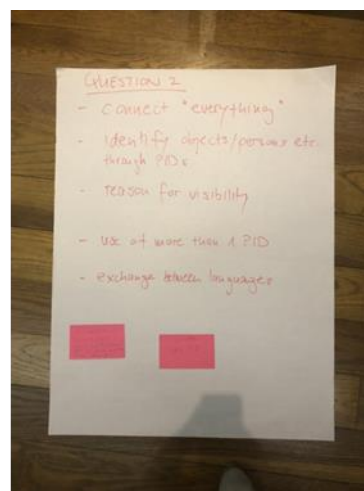 QUESTION 2
- connect "everything"
- Identify objects/persons etc.
through PIDs
- reason for visibility
- use of more than 1 PID
- exchange between languages